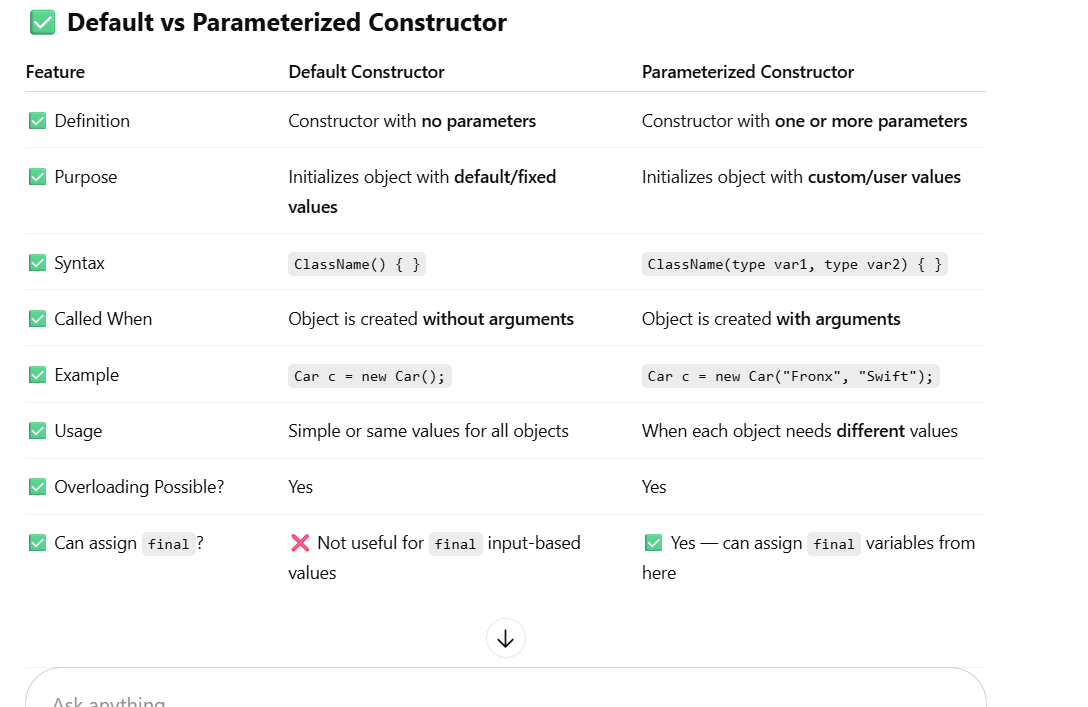 ✅ Default vs Parameterized Constructor
Feature Default Constructor Parameterized Constructor
✅ Definition Constructor with no parameters Constructor with one or more parameters
✅ Purpose Initializes object with default/fixed Initializes object with custom/user values
values
✅ Syntax ClassName() { } ClassName(type var1, type var2) { }
✅ Called When Object is created without arguments Object is created with arguments
✅ Example Car c = new Car(); Car c = new Car("Fronx", "Swift");
✅ Usage Simple or same values for all objects When each object needs different values
✅ Overloading Possible? Yes Yes
✅ Can assign final? ❌ Not useful for final input-based ✅ Yes — can assign final variables from
values here
Ask anything